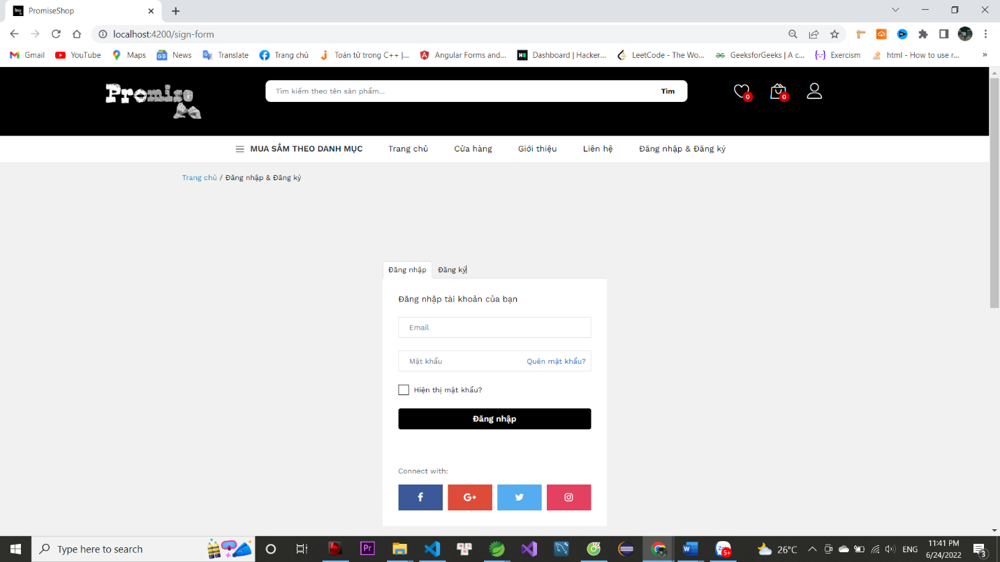 PromiseShop
localhost:4200/sign-form
Gmail YouTube Maps News Translate Trang chủ Toán tử trong C++ |... Angular Forms and... Dashboard | Hacker... LeetCode - The Wo... GeeksforGeeks | A c... Exercism html - How to use r... »
Promise Tìm kiếm theo tên sản phẩm... Tìm 0 0
MUA SẮM THEO DANH MỤC Trang chủ Cửa hàng Giới thiệu Liên hệ Đăng nhập & Đăng ký
Trang chủ / Đăng nhập & Đăng ký
Đăng nhập Đăng ký
Đăng nhập tài khoản của bạn
Email
Mật khẩu Quên mật khẩu?
Hiện thị mật khẩu?
Đăng nhập
Connect with:
Type here to search Pr 5+ 26°C ENG 11:41 PM 3
6/24/2022